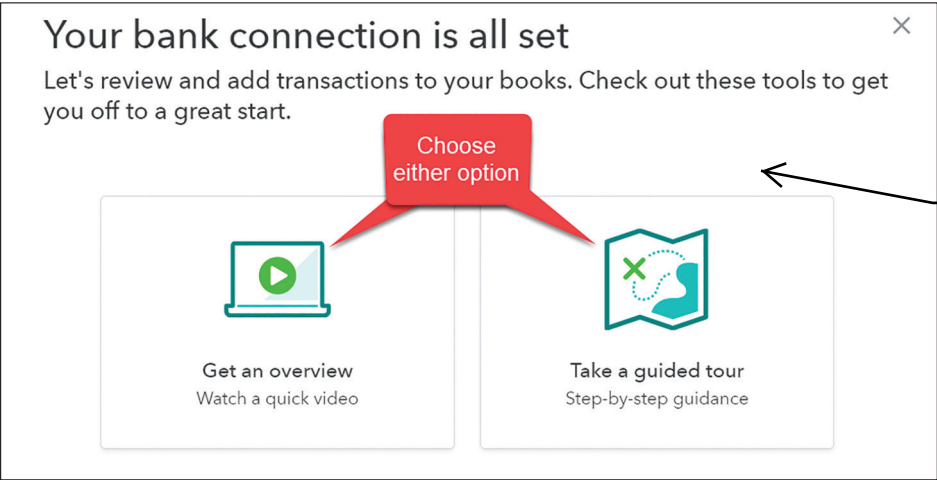 Your bank connection is all set
Let's review and add transactions to your books. Check out these tools to get
you off to a great start.
Choose
either option
Get an overview
Watch a quick video
Take a guided tour
Step-by-step guidance